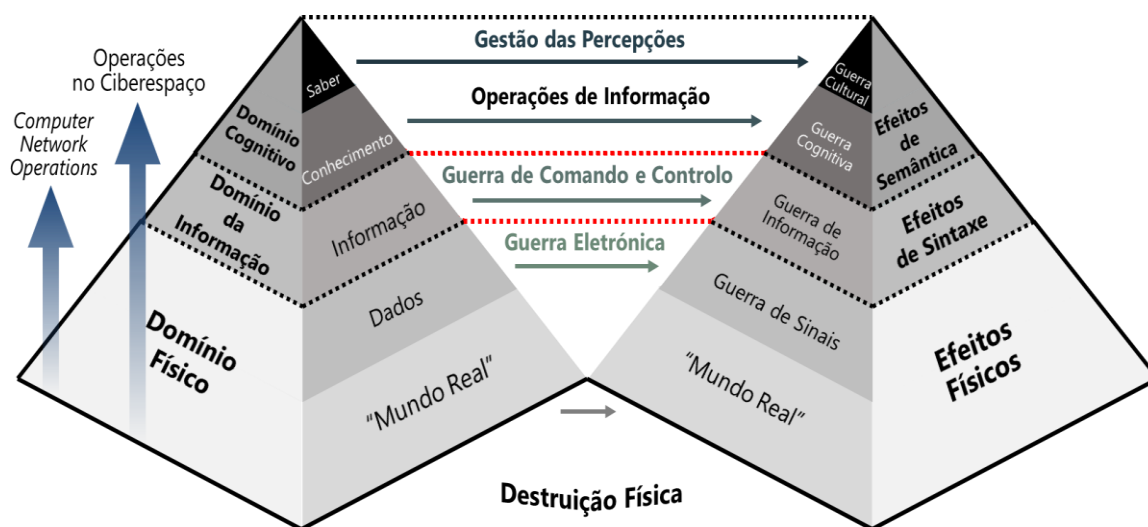 Operações
no Ciberespaço
Computer
Network
Operations
Domínio
Cognitivo
Domínio
da
Informação
Domínio
Físico
Saber
Conhecimento
Informação
Dados
“Mundo Real”
Gestão das Percepções
Operações de Informação
Guerra de Comando e Controlo
Guerra Eletrónica
Destruição Física
Guerra
Cultural
Guerra
Cognitiva
Guerra de
Informação
Guerra de Sinais
“Mundo Real”
Efeitos
de
Semântica
Efeitos
de Sintaxe
Efeitos
Físicos